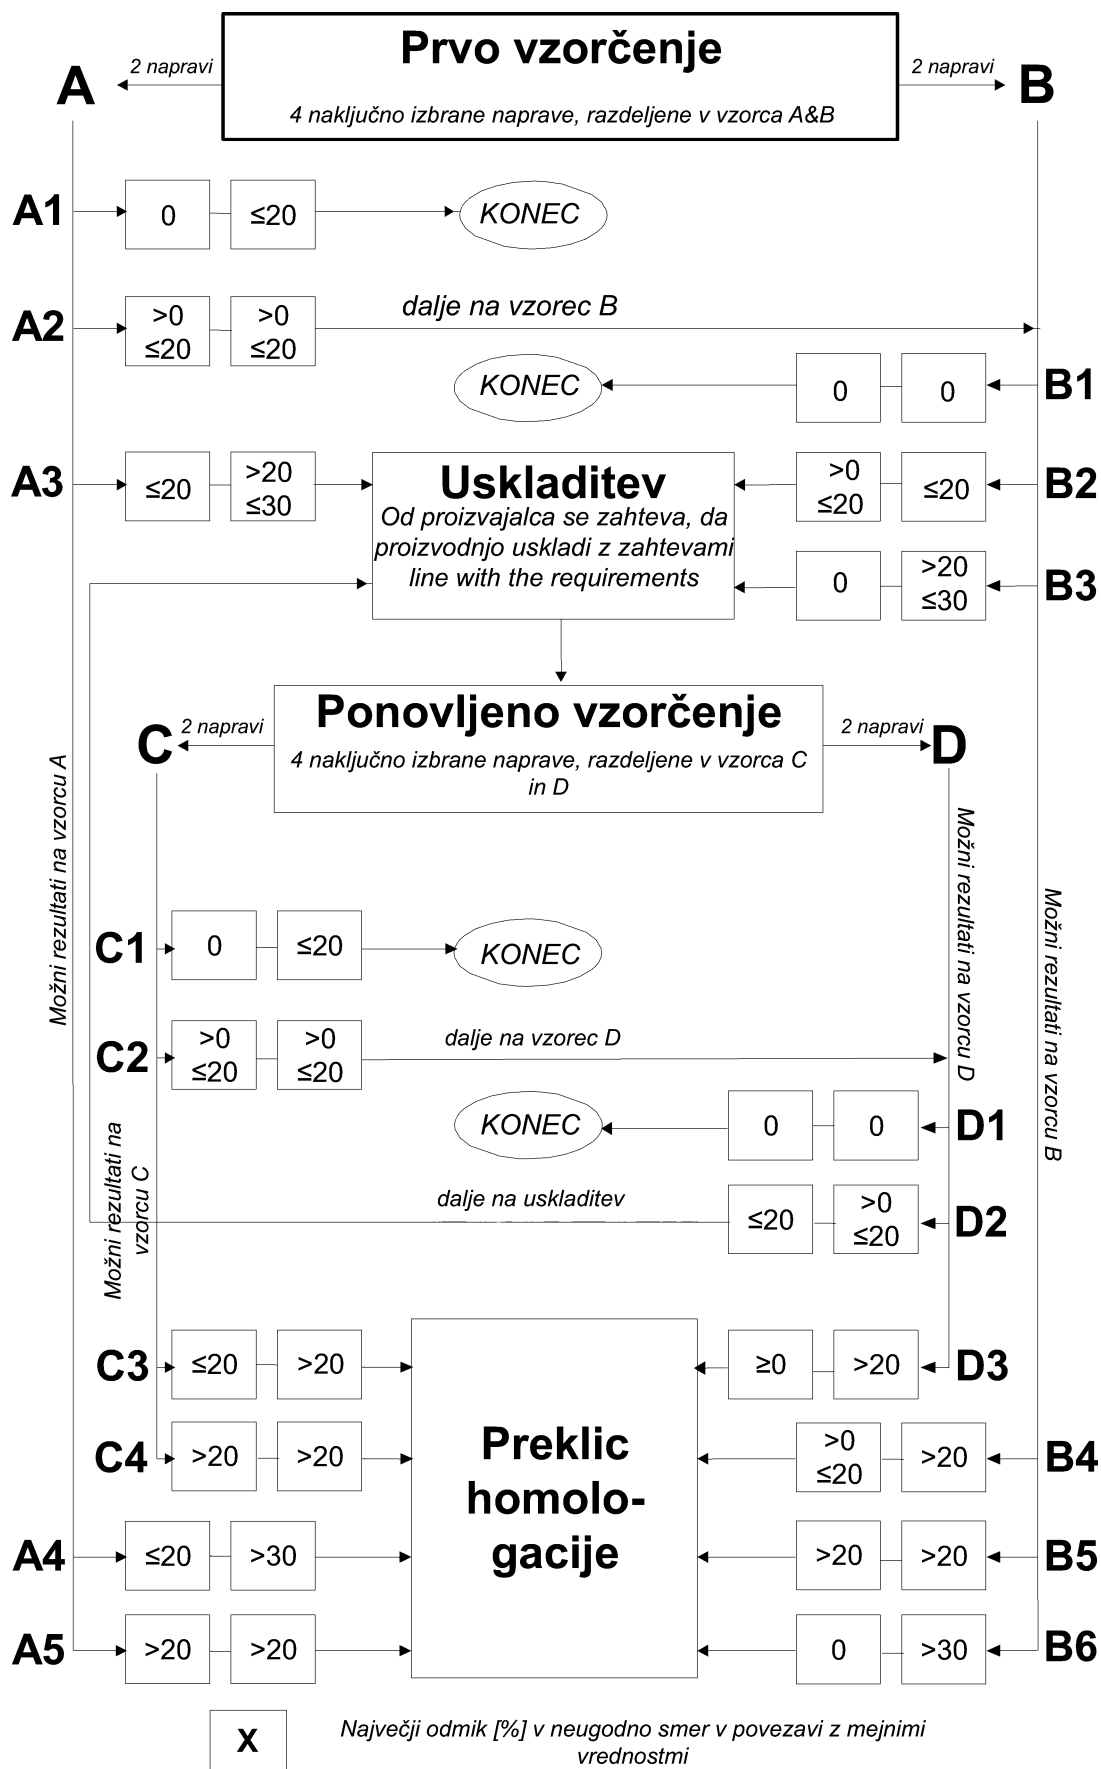 Prvo vzorčenje
4 naključno izbrane naprave, razdeljene v vzorca A&B
A
2 napravi
2 napravi
B
A1
0
≤20
KONEC
A2
>0
≤20
>0
≤20
dalje na vzorec B
KONEC
0
0
B1
A3
≤20
>20
≤30
Uskladitev
Od proizvajalca se zahteva, da
proizvodnjo uskladi z zahtevami
line with the requirements
>0
≤20
≤20
B2
0
>20
≤30
B3
Ponovljeno vzorčenje
4 naključno izbrane naprave, razdeljene v vzorca C
in D
C
2 napravi
2 napravi
D
Možni rezultati na vzorcu A
Možni rezultati na vzorcu D
Možni rezultati na vzorcu B
C1
0
≤20
KONEC
C2
>0
≤20
>0
≤20
dalje na vzorec D
Možni rezultati na
vzorcu C
KONEC
0
0
D1
dalje na uskladitev
≤20
>0
≤20
D2
C3
≤20
>20
Preklic
homolo-
gacije
≥0
>20
D3
C4
>20
>20
>0
≤20
>20
B4
A4
≤20
>30
>20
>20
B5
A5
>20
>20
0
>30
B6
X
Največji odmik [%] v neugodno smer v povezavi z mejnimi
vrednostmi